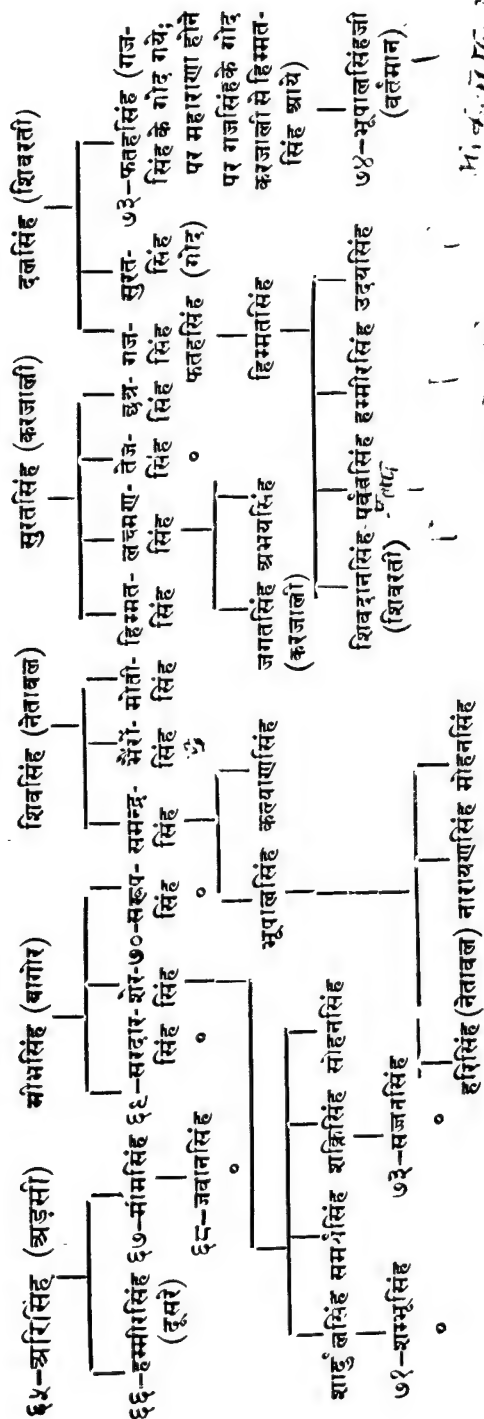 ६५–अरिसिंह (अड़सी) भीमसिंह (बागोर) शिवसिंह (नेतावल) सुरतसिंह (करजाली) दलसिंह (शिवरती)
६६–हम्मीरसिंह ६७–भीमसिंह ६९–सरदार- शेर- ७०–सरूप- समन्द्र- भैरों- मोती- हिम्मत- लछमण- तेज- छत्र- गज- सुरत- ७३–फतहसिंह (गज-
(दूसरे) सिंह सिंह सिंह सिंह सिंह सिंह सिंह सिंह सिंह सिंह सिंह सिंह सिंह के गोद गये,
६८–जवानसिंह फतहसिंह (गोद) पर महाराणा होने
पर गजसिंहके गोद
करजाली से हिम्मत-
सिंह आये
शार्दुलसिंह समर्थसिंह शक्तिसिंह सोहनसिंह भूपालसिंह कल्याणसिंह जगतसिंह अभयसिंह हिम्मतसिंह ७४–भूपालसिंहजी
(करजाली) (वर्तमान)
७१–शम्भूसिंह ७३–सज्जनसिंह
हरिसिंह (नेतावल) नारायणसिंह मोहनसिंह शिवदानसिंह पर्वतसिंह हम्मीरसिंह उदयसिंह
(शिवरती)